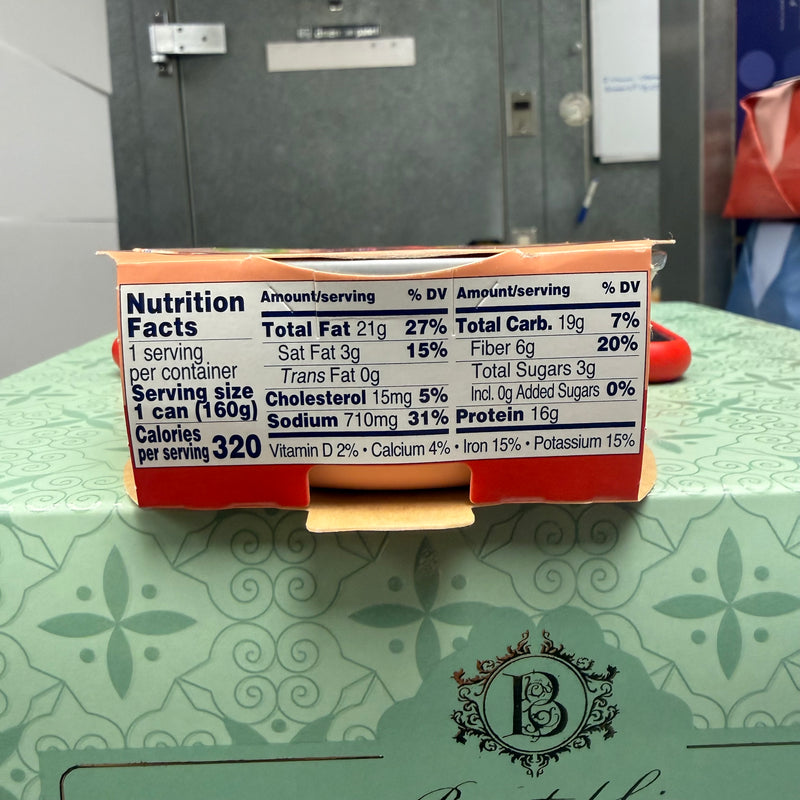 Nutrition
Facts
1 serving
per container
Serving size
1 can (160g)
Calories
per serving 320
Amount/serving % DV
Total Fat 21g 27%
Sat Fat 3g 15%
Trans Fat 0g
Cholesterol 15mg 5%
Sodium 710mg 31%
Amount/serving % DV
Total Carb. 19g 7%
Fiber 6g 20%
Total Sugars 3g
Incl. 0g Added Sugars 0%
Protein 16g
Vitamin D 2% • Calcium 4% • Iron 15% • Potassium 15%
B